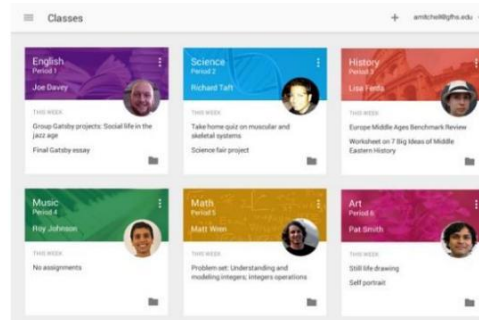 Classes
amitchell@gfhs.edu
English
Period 1
Joe Davey
THIS WEEK
Group Gatsby projects: Social life in the
jazz age
Final Gatsby essay
Science
Period 2
Richard Taft
THIS WEEK
Take home quiz on muscular and
skeletal systems
Science fair project
History
Period 3
Lisa Ferda
THIS WEEK
Europe Middle Ages Benchmark Review
Worksheet on 7 Big Ideas of Middle
Eastern History
Music
Period 4
Roy Johnson
THIS WEEK
No assignments
Math
Period 5
Matt Wren
THIS WEEK
Problem set: Understanding and
modeling integers; integers operations
Art
Period 6
Pat Smith
THIS WEEK
Still life drawing
Self portrait